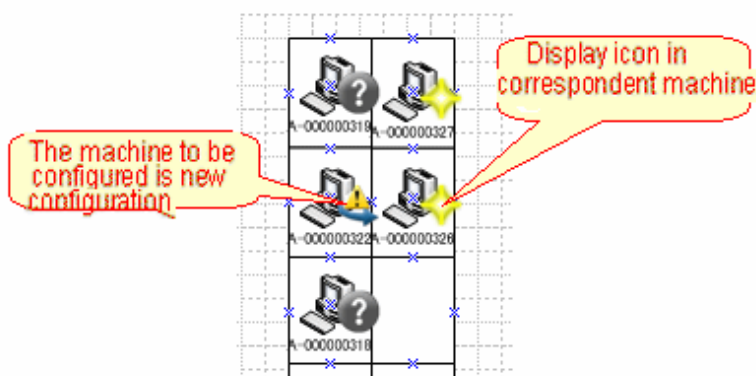 Display icon in
correspondent machine
A-000000319
A-000000327
The machine to be
configured is new
configuration
A-000000322
A-000000326
A-000000318